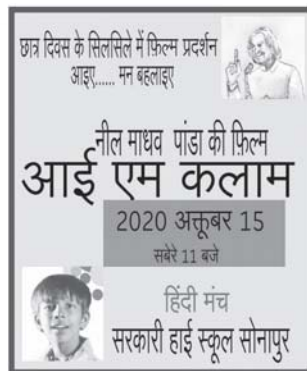 छात्र दिवस के सिलसिले में फ़िल्म प्रदर्शन
आइए...... मन बहलाइए
नील माधव पांडा की फ़िल्म
आई एम कलाम
2020 अक्तूबर 15
सबेरे 11 बजे
हिंदी मंच
सरकारी हाई स्कूल सोनापुर